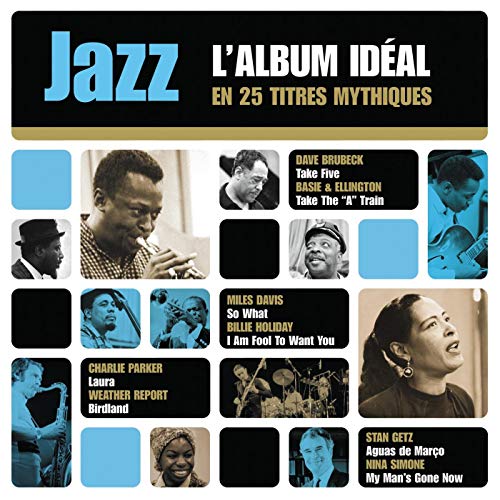 Jazz
L'ALBUM IDÉAL
EN 25 TITRES MYTHIQUES
DAVE BRUBECK
Take Five
BASIE & ELLINGTON
Take The “A” Train
MILES DAVIS
So What
BILLIE HOLIDAY
I Am Fool To Want You
CHARLIE PARKER
Laura
WEATHER REPORT
Birdland
STAN GETZ
Aguas de Março
NINA SIMONE
My Man's Gone Now